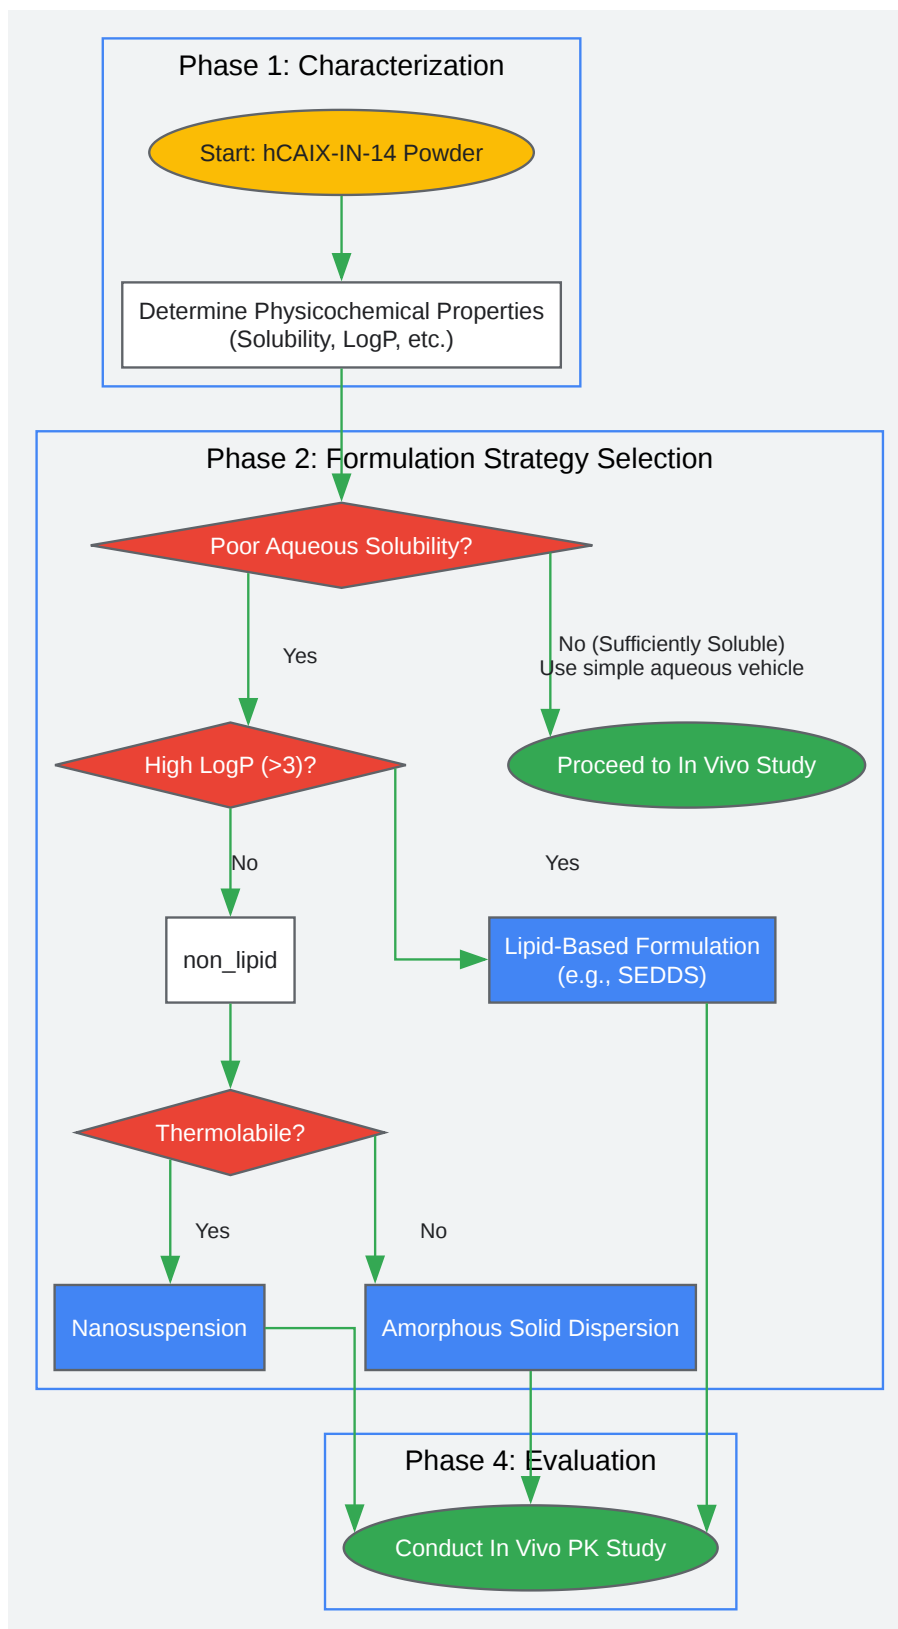 Phase 1: Characterization
Start: hCAIX-IN-14 Powder
Determine Physicochemical Properties
(Solubility, LogP, etc.)
Phase 2: Formulation Strategy Selection
Poor Aqueous Solubility?
Yes
No (Sufficiently Soluble)
Use simple aqueous vehicle
High LogP (>3)?
Proceed to In Vivo Study
No
Yes
non_lipid
Lipid-Based Formulation
(e.g., SEDDS)
Thermolabile?
Yes
No
Nanosuspension
Amorphous Solid Dispersion
Phase 4: Evaluation
Conduct In Vivo PK Study